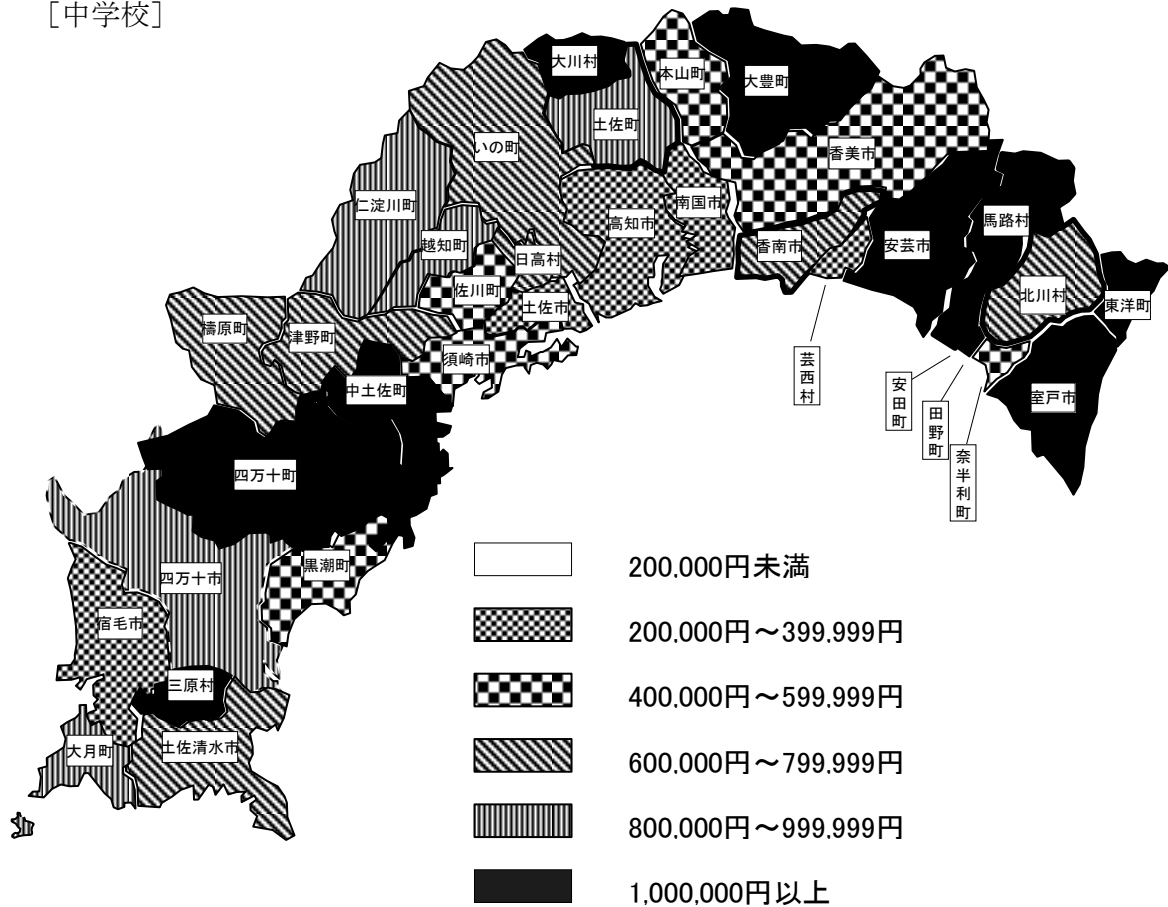 ［中学校］
大川村
本山町
大豊町
土佐町
いの町
香美市
仁淀川町
高知市
南国市
越知町
日高村
香南市
安芸市
馬路村
北川村
東洋町
佐川町
土佐市
檮原町
津野町
須崎市
中土佐町
芸西村
安田町
田野町
奈半利町
室戸市
四万十町
黒潮町
四万十市
宿毛市
三原村
大月町
土佐清水市
200,000円未満
200,000円～399,999円
400,000円～599,999円
600,000円～799,999円
800,000円～999,999円
1,000,000円以上